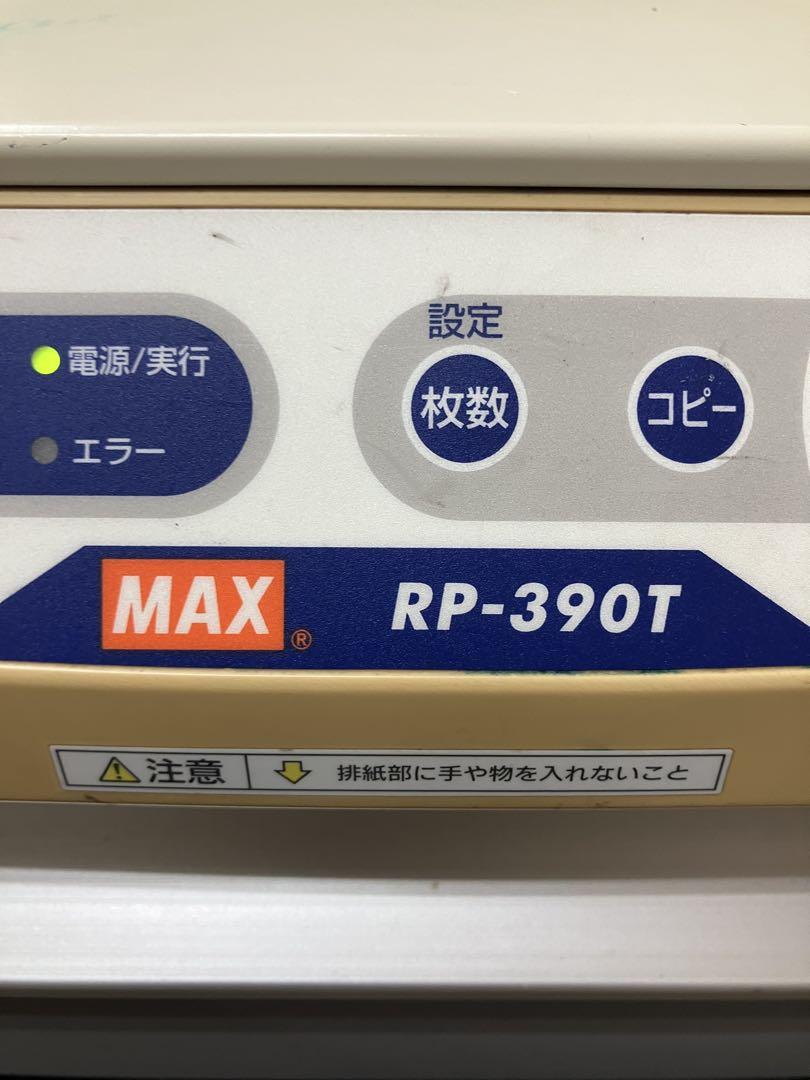 電源/実行
エラー
設定
枚数
コピー
MAX®
RP-390T
注意
排紙部に手や物を入れないこと